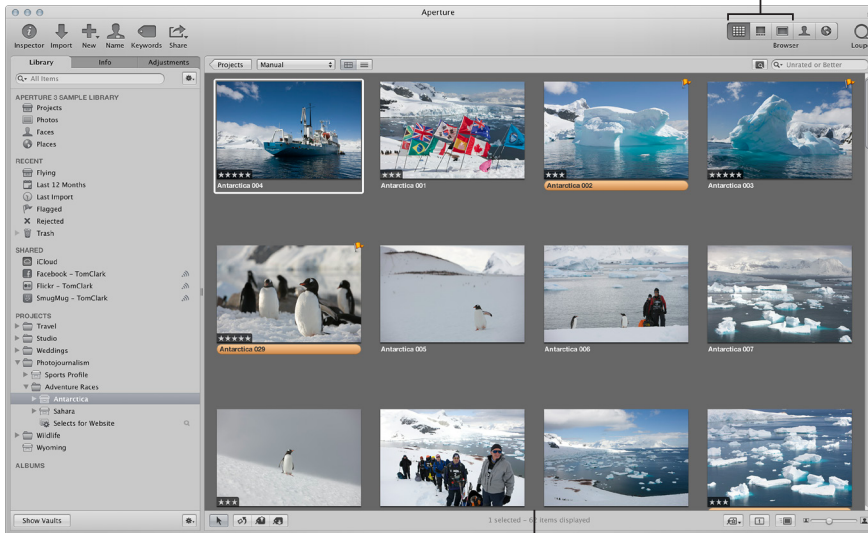 Aperture
Inspector Import New Name Keywords Share
Browser
Loupe
Library Info Adjustments
Projects Manual Unrated or Better
All Items
APERTURE 3 SAMPLE LIBRARY
Projects
Photos
Faces
Places
RECENT
Flying
Last 12 Months
Last Import
Flagged
Rejected
Trash
SHARED
iCloud
Facebook – TomClark
Flickr – TomClark
SmugMug – TomClark
PROJECTS
Travel
Studio
Weddings
Photojournalism
Sports Profile
Adventure Races
Antarctica
Sahara
Selects for Website
Wildlife
Wyoming
ALBUMS
Antarctica 004 Antarctica 001 Antarctica 002 Antarctica 003
Antarctica 029 Antarctica 005 Antarctica 006 Antarctica 007
Show Vaults
1 selected – items displayed